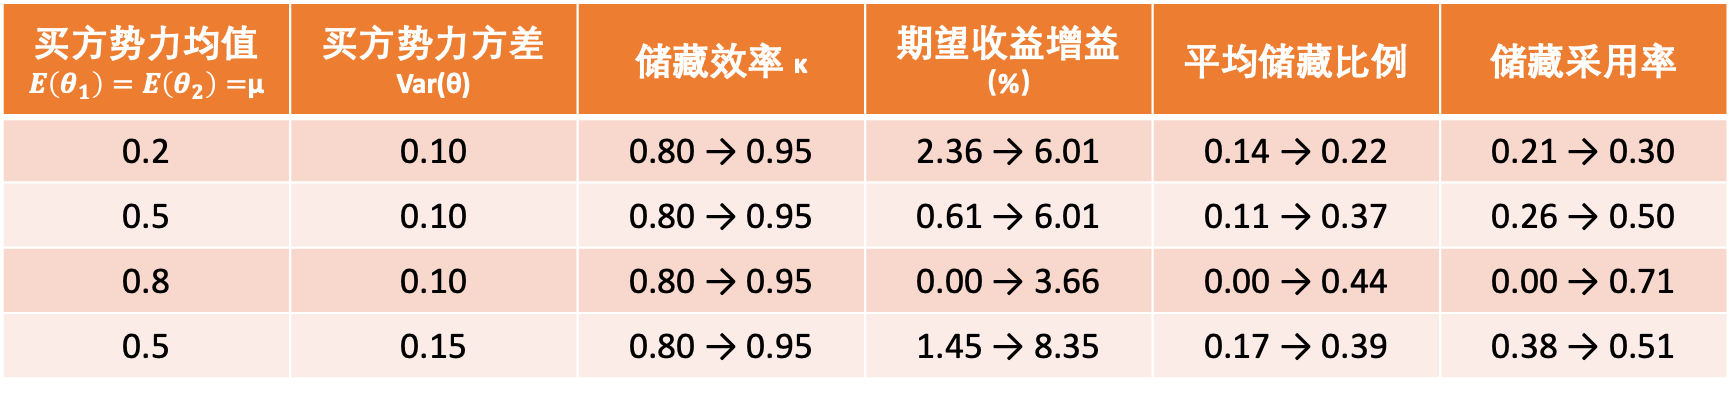 买方势力均值 买方势力方差 储藏效率 κ 期望收益增益 平均储藏比例 储藏采用率
E(θ₁) = E(θ₂) =μ Var(θ) (%)
0.2 0.10 0.80 → 0.95 2.36 → 6.01 0.14 → 0.22 0.21 → 0.30
0.5 0.10 0.80 → 0.95 0.61 → 6.01 0.11 → 0.37 0.26 → 0.50
0.8 0.10 0.80 → 0.95 0.00 → 3.66 0.00 → 0.44 0.00 → 0.71
0.5 0.15 0.80 → 0.95 1.45 → 8.35 0.17 → 0.39 0.38 → 0.51